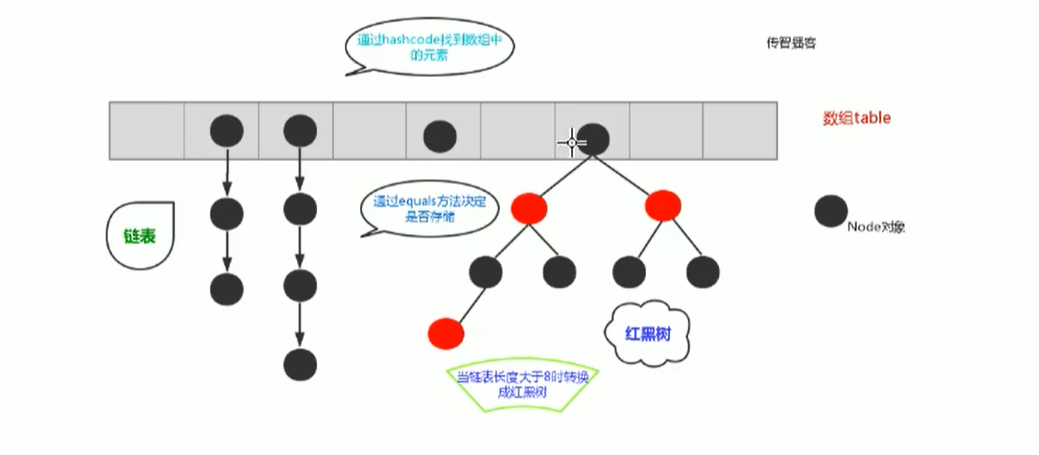 通过hashcode找到数组中
的元素
传智播客
数组table
通过equals方法决定
是否存储
链表
Node对象
红黑树
当链表长度大于8时转换
成红黑树